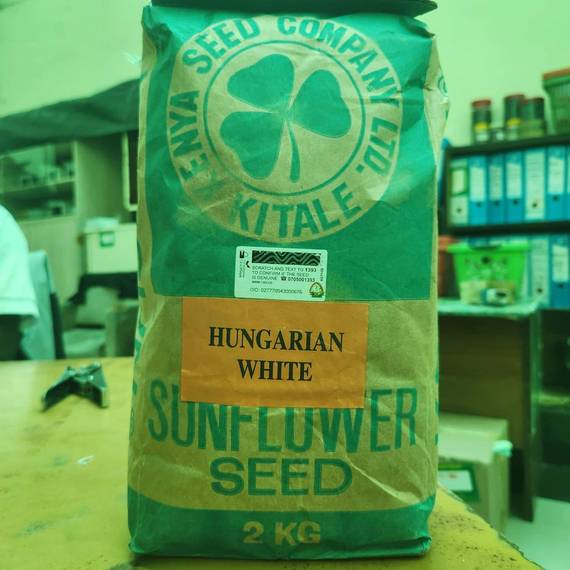 KENYA SEED COMPANY LTD.
KITALE
SCRATCH AND TEXT TO 1393
TO CONFIRM IF THE SEED
IS GENUINE ☎ 0705001393
HUNGARIAN
WHITE
SUNFLOWER
SEED
2 KG